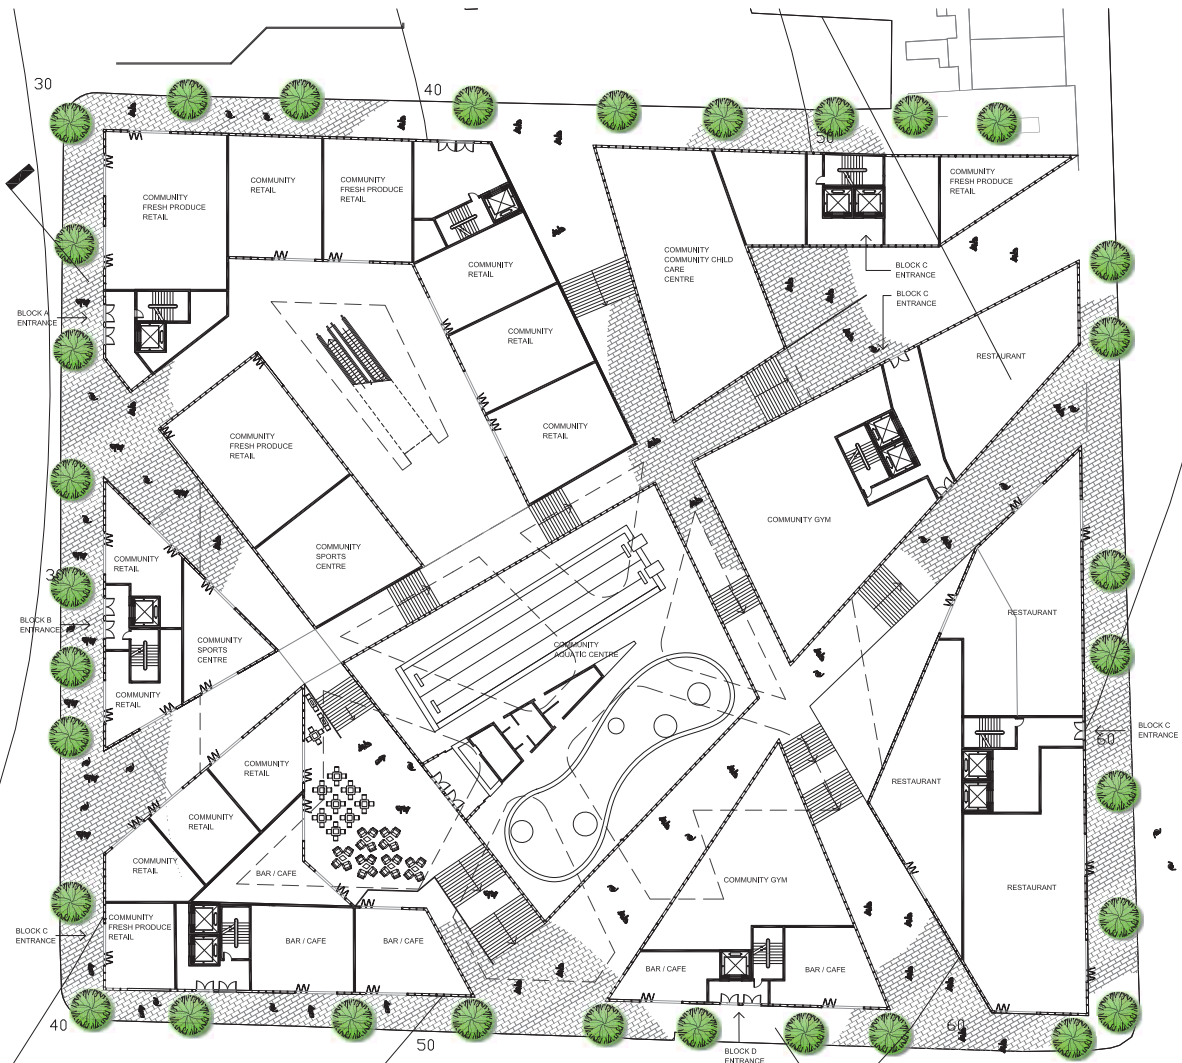 30
40
50
COMMUNITY
FRESH PRODUCE
RETAIL
COMMUNITY
RETAIL
COMMUNITY
FRESH PRODUCE
RETAIL
COMMUNITY
FRESH PRODUCE
RETAIL
COMMUNITY
COMMUNITY CHILD
CARE
CENTRE
COMMUNITY
RETAIL
BLOCK C
ENTRANCE
BLOCK C
ENTRANCE
BLOCK A
ENTRANCE
COMMUNITY
RETAIL
RESTAURANT
COMMUNITY
RETAIL
COMMUNITY
FRESH PRODUCE
RETAIL
COMMUNITY GYM
COMMUNITY
SPORTS
CENTRE
COMMUNITY
RETAIL
30
BLOCK B
ENTRANCE
COMMUNITY
SPORTS
CENTRE
COMMUNITY
AQUATIC CENTRE
RESTAURANT
COMMUNITY
RETAIL
BLOCK C
ENTRANCE
60
COMMUNITY
RETAIL
RESTAURANT
COMMUNITY
RETAIL
COMMUNITY
RETAIL
BAR / CAFE
COMMUNITY GYM
RESTAURANT
COMMUNITY
FRESH PRODUCE
RETAIL
BLOCK C
ENTRANCE
BAR / CAFE
BAR / CAFE
BAR / CAFE
BAR / CAFE
40
50
60
BLOCK D
ENTRANCE